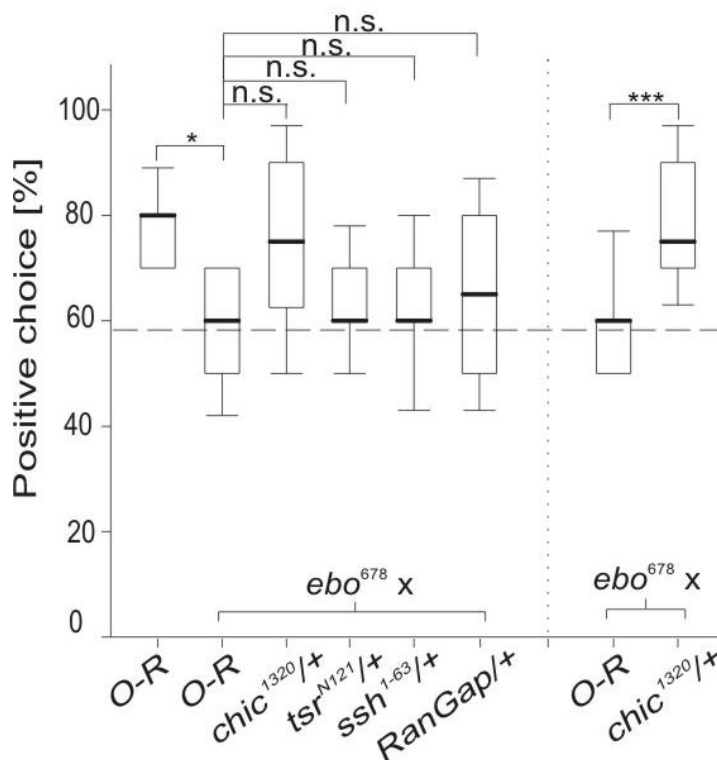 n.s.
n.s.
n.s.
n.s.
*
***
Positive choice [%]
100
80
60
40
20
0
ebo⁶⁷⁸ x
ebo⁶⁷⁸ x
O-R
O-R
chic¹³²⁰/+
tsrᴺ¹²¹/+
ssh¹⁻⁶³/+
RanGap/+
O-R
chic¹³²⁰/+